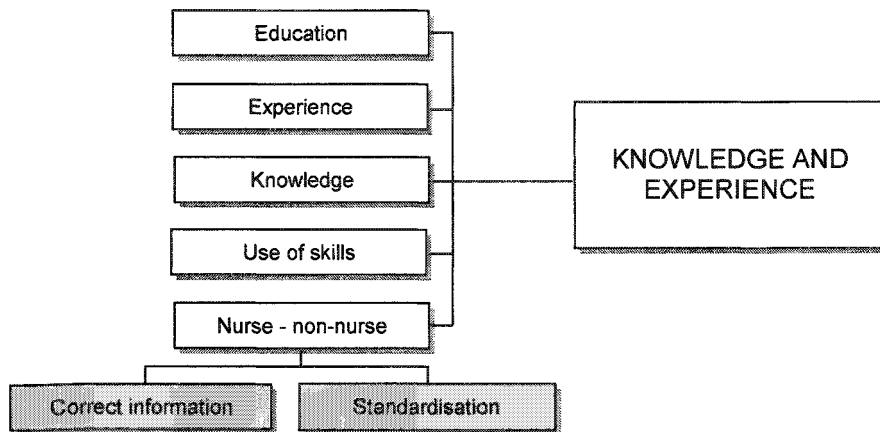 Education
Experience
Knowledge
Use of skills
Nurse - non-nurse
Correct information
Standardisation
KNOWLEDGE AND
EXPERIENCE